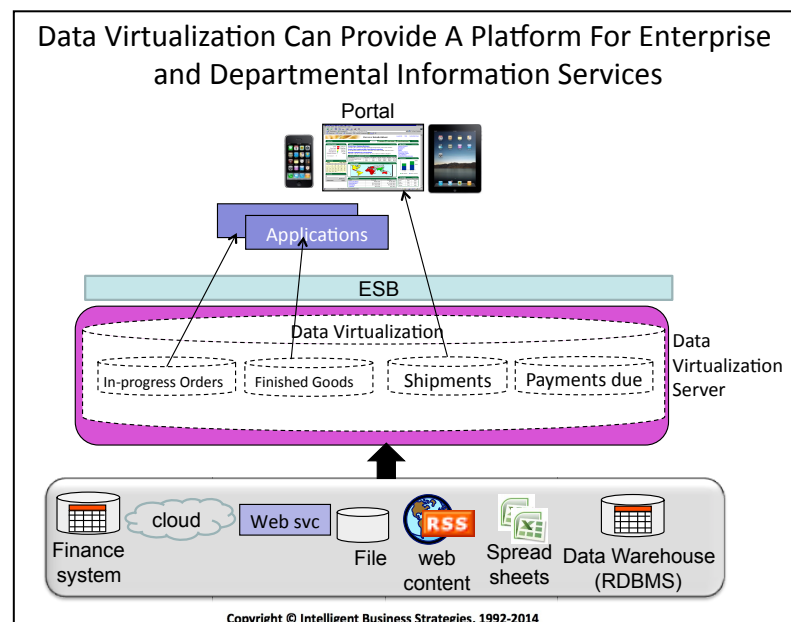 Data Virtualization Can Provide A Platform For Enterprise
and Departmental Information Services
Portal
Applications
ESB
Data Virtualization
In-progress Orders
Finished Goods
Shipments
Payments due
Data
Virtualization
Server
Finance
system
cloud
Web svc
File
RSS
web
content
Spread
sheets
Data Warehouse
(RDBMS)
Copyright © Intelligent Business Strategies, 1992-2014